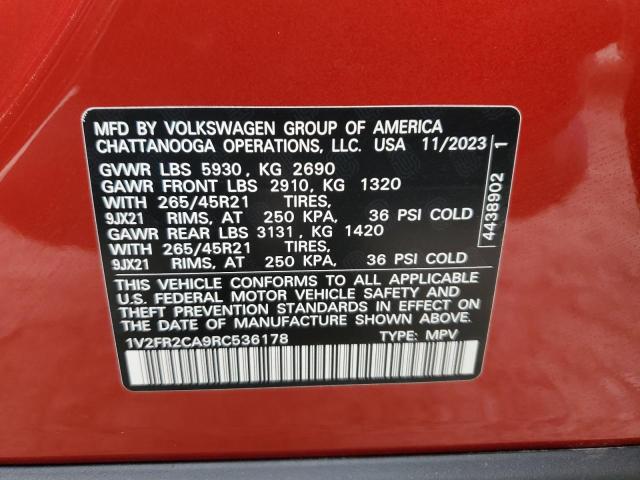 MFD BY VOLKSWAGEN GROUP OF AMERICA
CHATTANOOGA OPERATIONS, LLC. USA 11/2023
GVWR LBS 5930, KG 2690
GAWR FRONT LBS 2910, KG 1320
WITH 265/45R21 TIRES,
9JX21 RIMS, AT 250 KPA, 36 PSI COLD
GAWR REAR LBS 3131, KG 1420
WITH 265/45R21 TIRES,
9JX21 RIMS, AT 250 KPA, 36 PSI COLD
THIS VEHICLE CONFORMS TO ALL APPLICABLE
U.S. FEDERAL MOTOR VEHICLE SAFETY AND
THEFT PREVENTION STANDARDS IN EFFECT ON
THE DATE OF MANUFACTURE SHOWN ABOVE.
1V2FR2CA9RC536178 TYPE: MPV
4438902 1